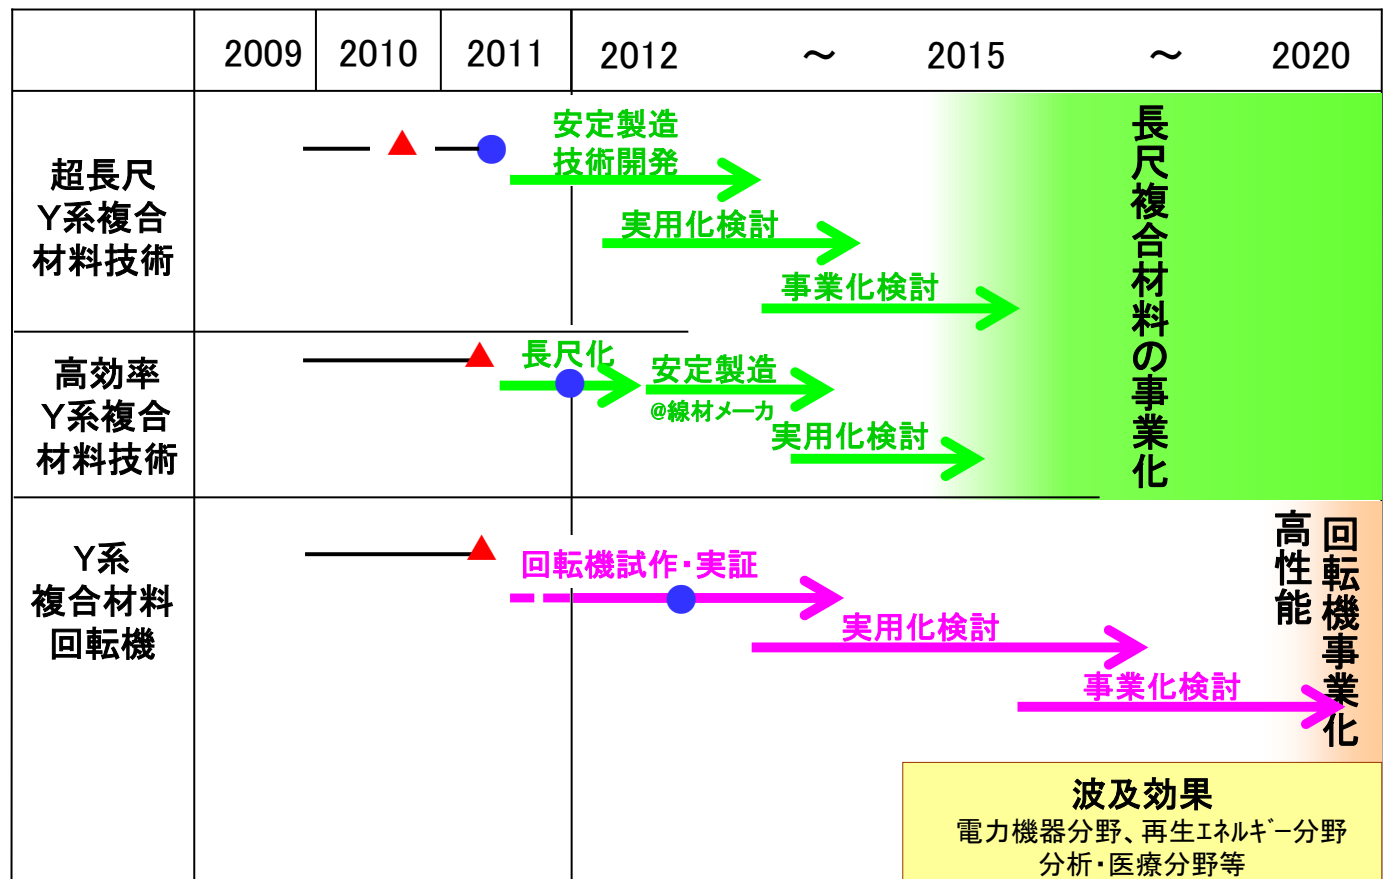 2009 2010 2011 2012 ～ 2015 ～ 2020
超長尺
Y系複合
材料技術
安定製造
技術開発
実用化検討
事業化検討
長尺複合材料の事業化
高効率
Y系複合
材料技術
長尺化
安定製造
@線材メーカ
実用化検討
Y系
複合材料
回転機
回転機試作・実証
実用化検討
事業化検討
高性能
回転機事業化
波及効果
電力機器分野、再生ｴﾈﾙｷﾞｰ分野
分析・医療分野等